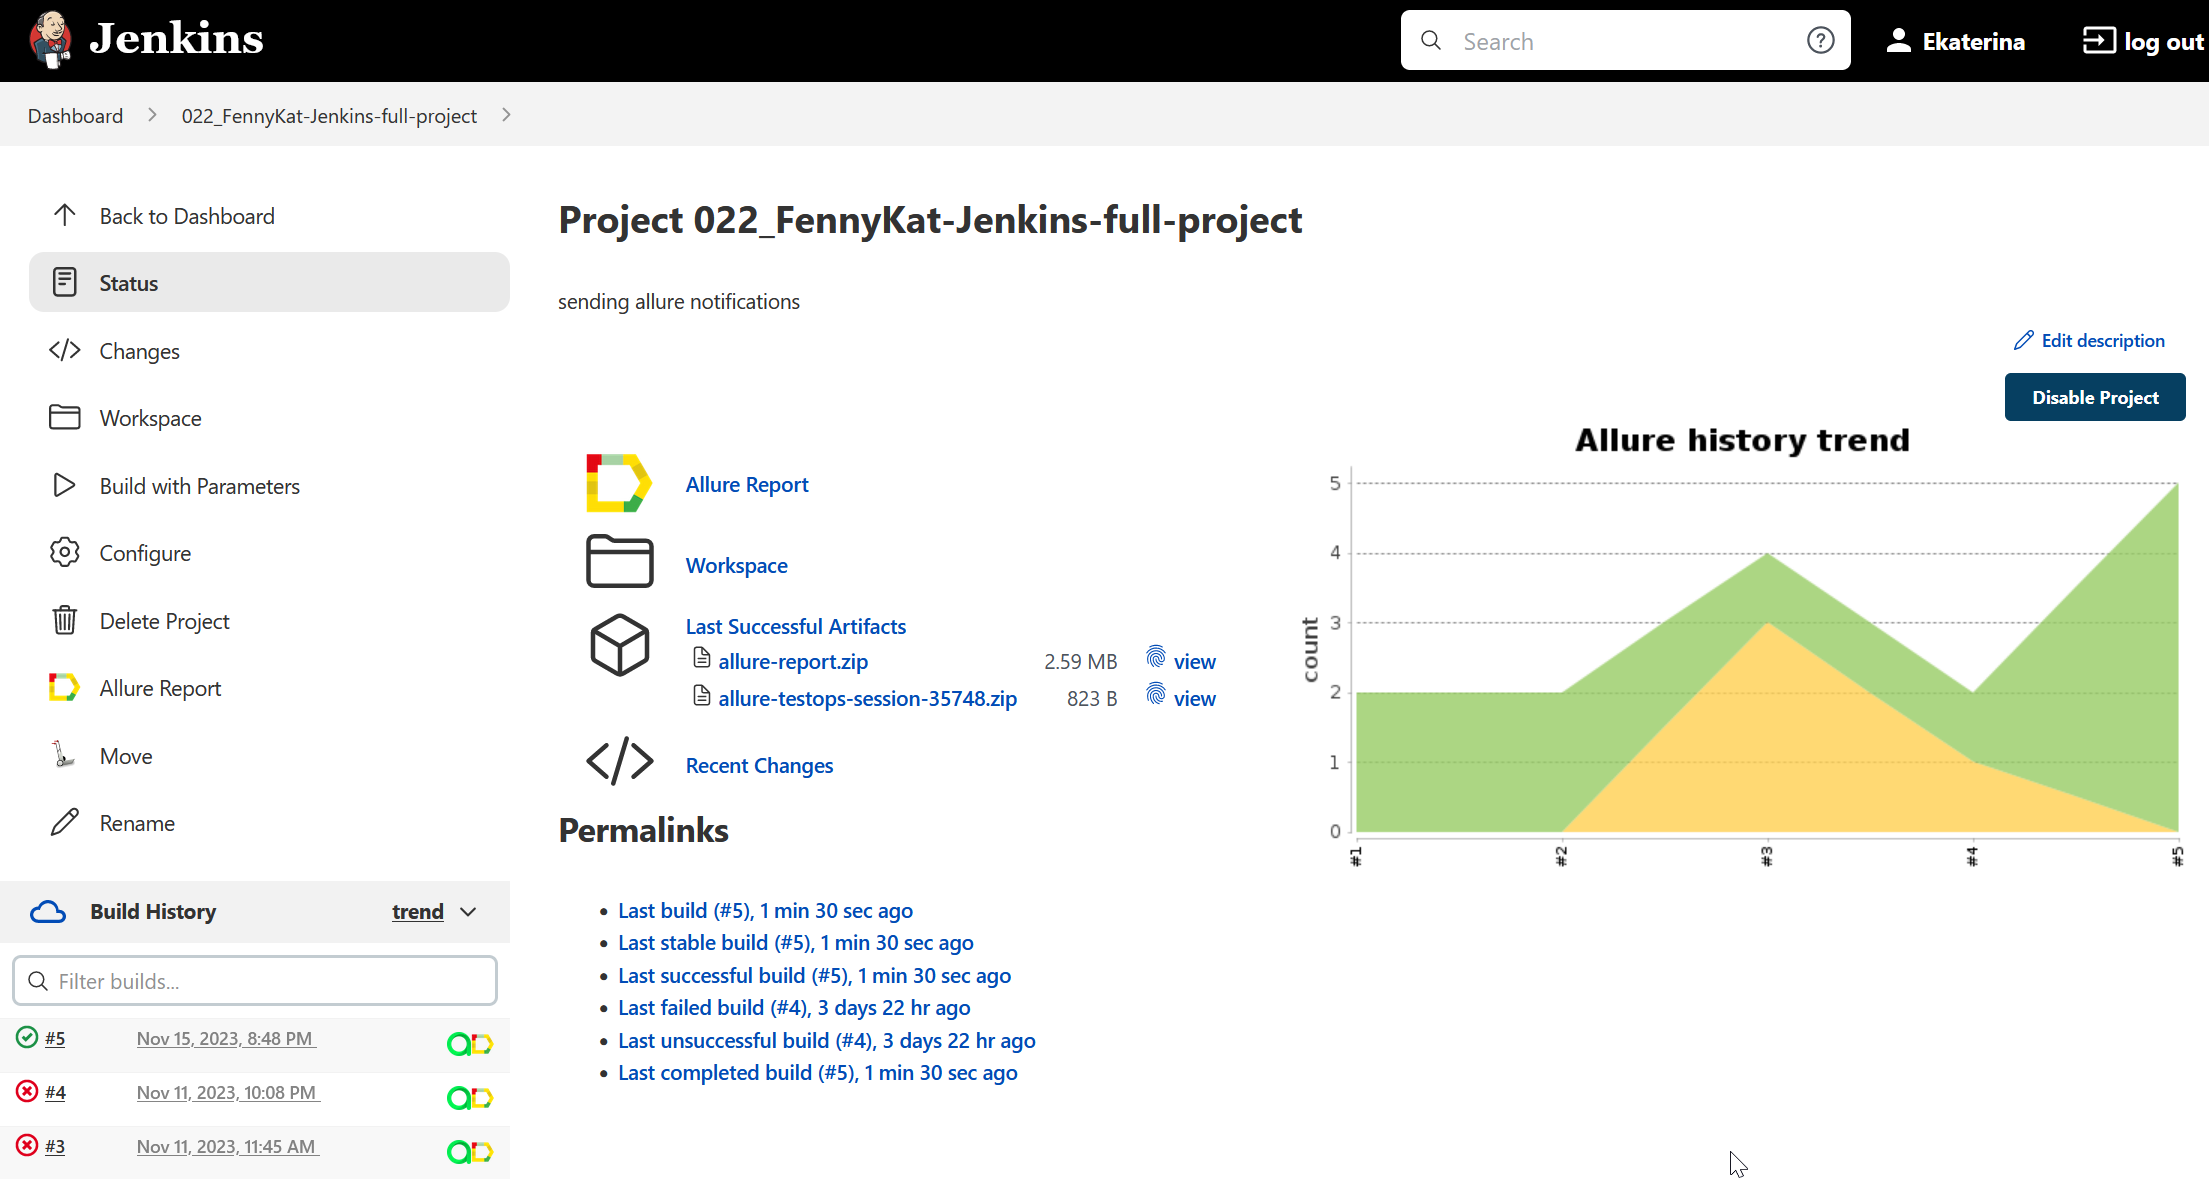 Jenkins
Search
Ekaterina
log out
Dashboard
022_FennyKat-Jenkins-full-project
Back to Dashboard
Status
Changes
Workspace
Build with Parameters
Configure
Delete Project
Allure Report
Move
Rename
Build History
trend
Filter builds...
#5
Nov 15, 2023, 8:48 PM
#4
Nov 11, 2023, 10:08 PM
#3
Nov 11, 2023, 11:45 AM
Project 022_FennyKat-Jenkins-full-project
sending allure notifications
Edit description
Disable Project
Allure Report
Workspace
Last Successful Artifacts
allure-report.zip 2.59 MB view
allure-testops-session-35748.zip 823 B view
Recent Changes
Permalinks
Last build (#5), 1 min 30 sec ago
Last stable build (#5), 1 min 30 sec ago
Last successful build (#5), 1 min 30 sec ago
Last failed build (#4), 3 days 22 hr ago
Last unsuccessful build (#4), 3 days 22 hr ago
Last completed build (#5), 1 min 30 sec ago
Allure history trend
count
5
4
3
2
1
0
#1
#2
#3
#4
#5